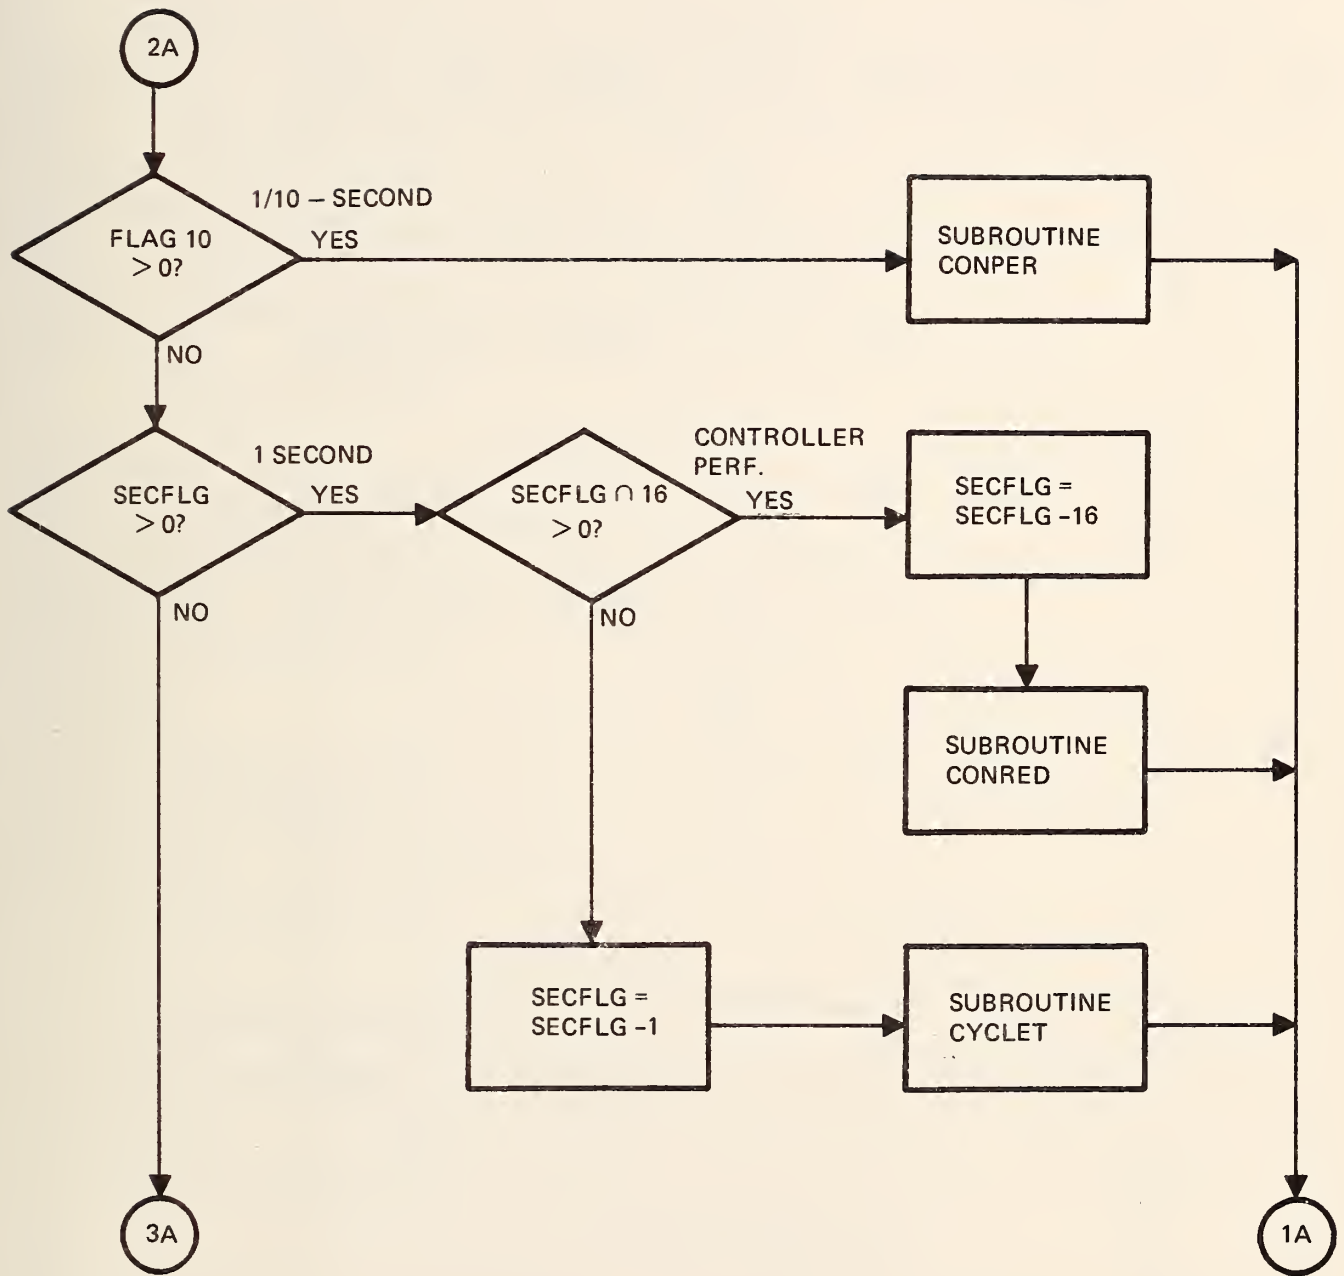 2A
1/10 – SECOND
FLAG 10
> 0?
YES
SUBROUTINE
CONPER
NO
1 SECOND
SECFLG
> 0?
YES
SECFLG ∩ 16
> 0?
CONTROLLER
PERF.
YES
SECFLG =
SECFLG -16
NO
NO
SUBROUTINE
CONRED
SECFLG =
SECFLG -1
SUBROUTINE
CYCLET
3A
1A